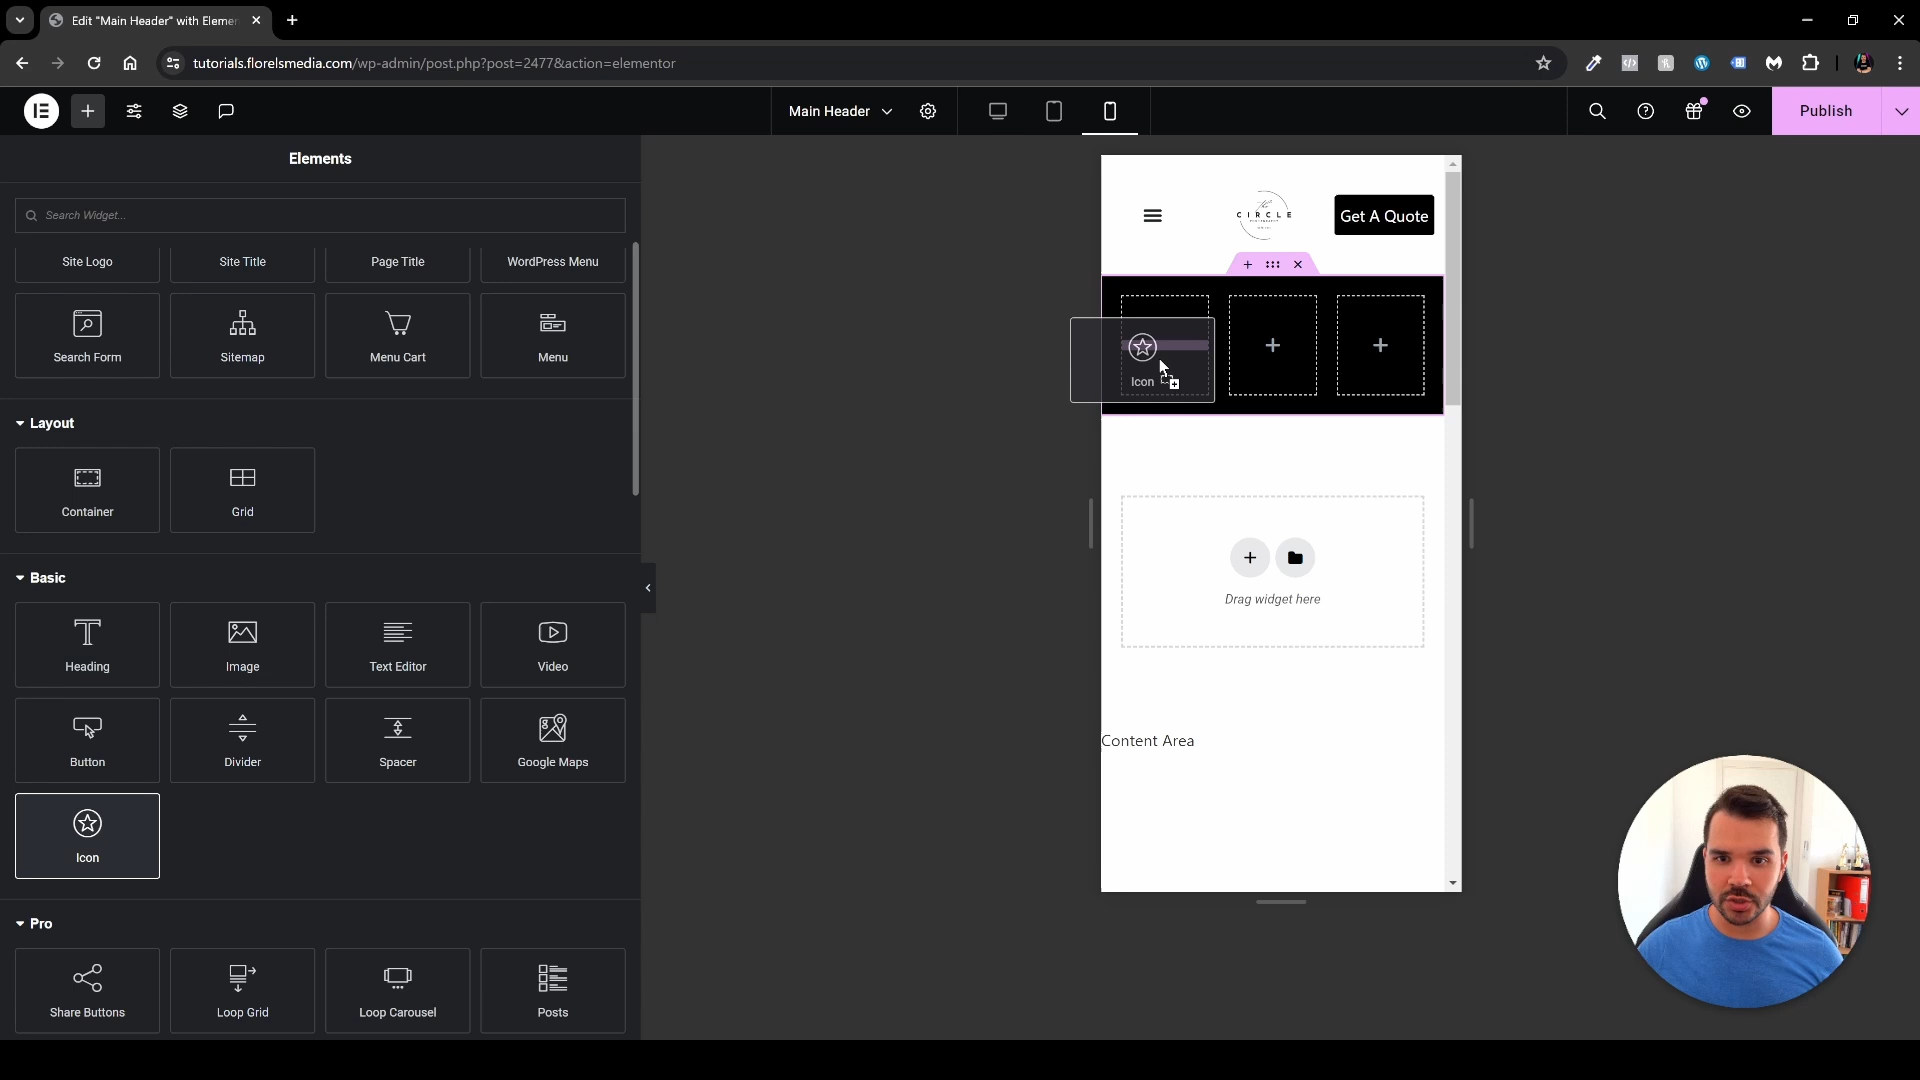 Edit "Main Header" with Elemen
tutorials.florelsmedia.com/wp-admin/post.php?post=2477&action=elementor
Main Header
Publish
Elements
Search Widget...
Site Logo
Site Title
Page Title
WordPress Menu
Search Form
Sitemap
Menu Cart
Menu
Layout
Container
Grid
Basic
Heading
Image
Text Editor
Video
Button
Divider
Spacer
Google Maps
Icon
Pro
Share Buttons
Loop Grid
Loop Carousel
Posts
the
CIRCLE
Get A Quote
Icon
Drag widget here
Content Area